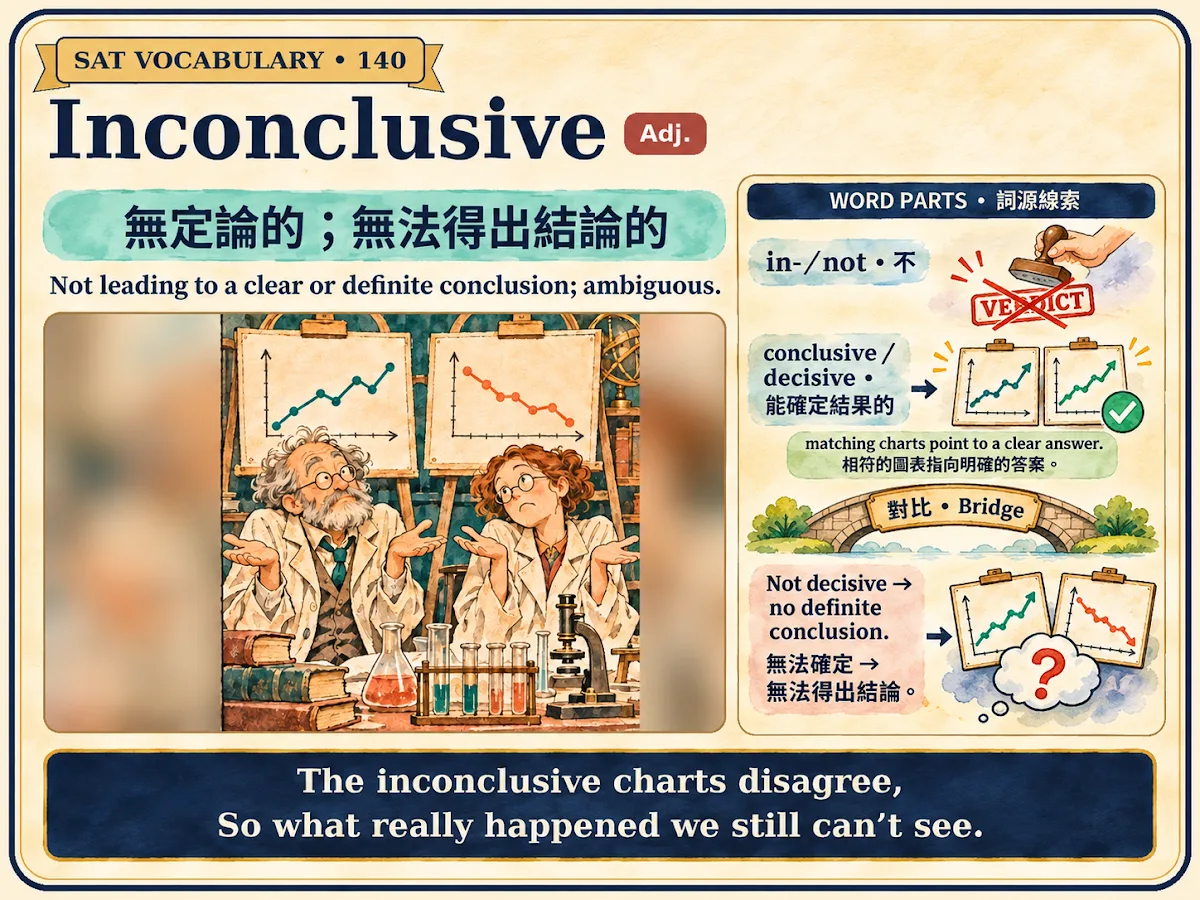 SAT VOCABULARY • 140
Inconclusive
Adj.
無定論的；無法得出結論的
Not leading to a clear or definite conclusion; ambiguous.
WORD PARTS • 詞源線索
in-/not • 不
VERDICT
conclusive /
decisive •
能確定結果的
matching charts point to a clear answer.
相符的圖表指向明確的答案。
對比 • Bridge
Not decisive →
no definite
conclusion.
無法確定 →
無法得出結論。
?
The inconclusive charts disagree,
So what really happened we still can’t see.